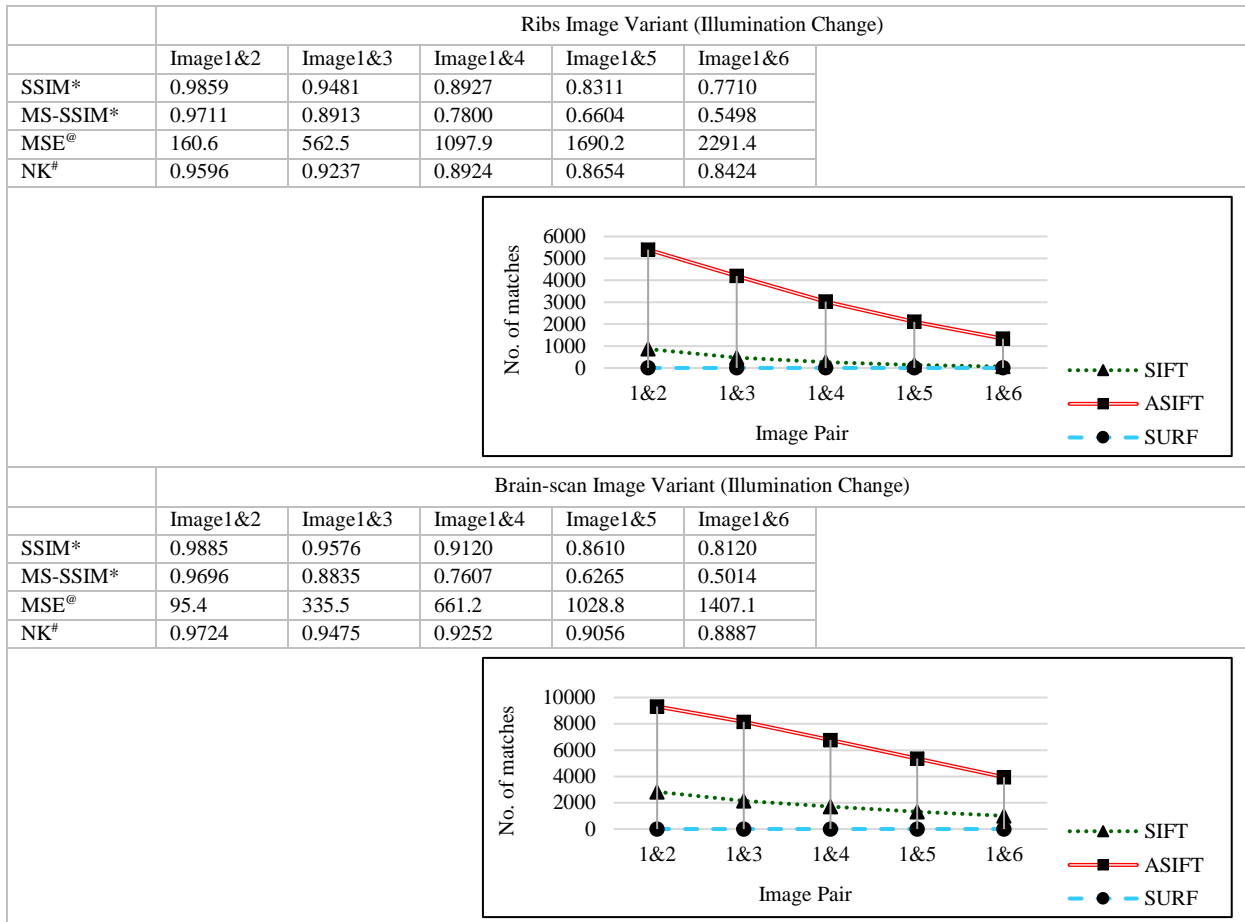 Ribs Image Variant (Illumination Change)
Image1&2 Image1&3 Image1&4 Image1&5 Image1&6
SSIM* 0.9859 0.9481 0.8927 0.8311 0.7710
MS-SSIM* 0.9711 0.8913 0.7800 0.6604 0.5498
MSE@ 160.6 562.5 1097.9 1690.2 2291.4
NK# 0.9596 0.9237 0.8924 0.8654 0.8424
No. of matches
6000
5000
4000
3000
2000
1000
0
1&2 1&3 1&4 1&5 1&6
Image Pair
SIFT
ASIFT
SURF
Brain-scan Image Variant (Illumination Change)
Image1&2 Image1&3 Image1&4 Image1&5 Image1&6
SSIM* 0.9885 0.9576 0.9120 0.8610 0.8120
MS-SSIM* 0.9696 0.8835 0.7607 0.6265 0.5014
MSE@ 95.4 335.5 661.2 1028.8 1407.1
NK# 0.9724 0.9475 0.9252 0.9056 0.8887
No. of matches
10000
8000
6000
4000
2000
0
1&2 1&3 1&4 1&5 1&6
Image Pair
SIFT
ASIFT
SURF